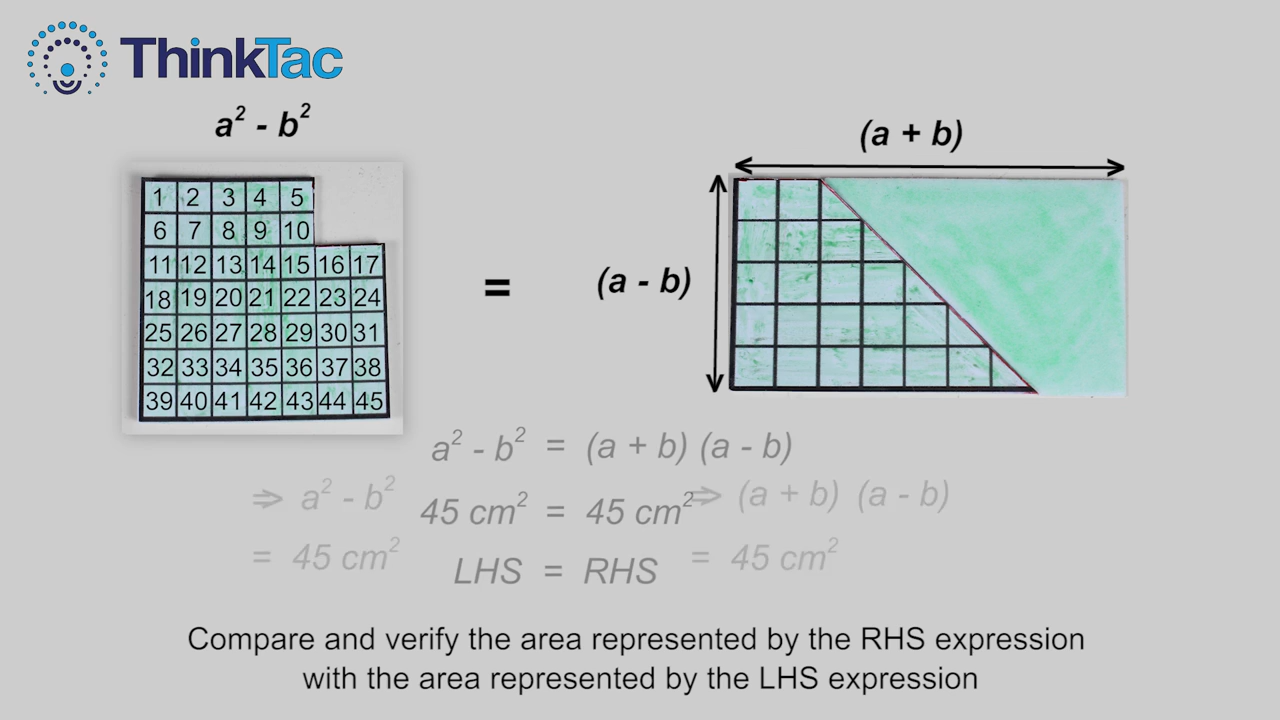 ThinkTac
a² - b²
(a + b)
1 2 3 4 5
6 7 8 9 10
11 12 13 14 15 16 17
18 19 20 21 22 23 24
25 26 27 28 29 30 31
32 33 34 35 36 37 38
39 40 41 42 43 44 45
=
(a - b)
a² - b² = (a + b) (a - b)
⇒ a² - b²
⇒ (a + b) (a - b)
45 cm² = 45 cm²
= 45 cm²
= 45 cm²
LHS = RHS
Compare and verify the area represented by the RHS expression
with the area represented by the LHS expression